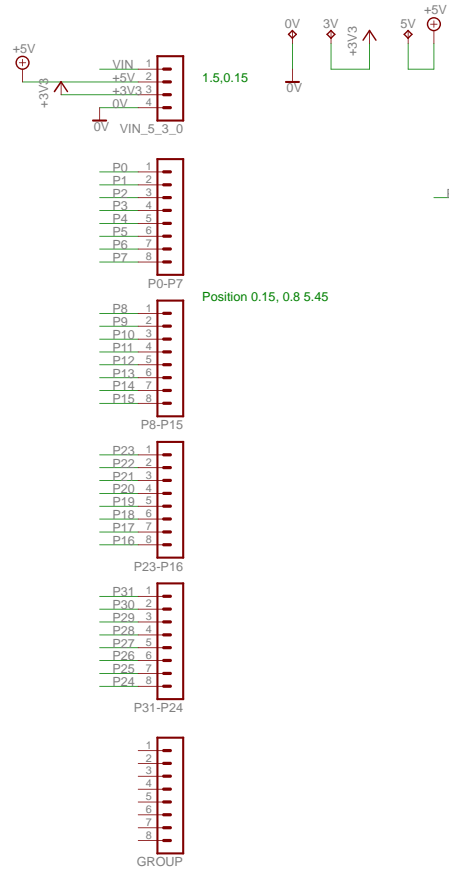 0V 3V +3V3 5V +5V
0V
+5V
+3V3
VIN 1
+5V 2
+3V3 3
0V 4
0V
VIN_5_3_0
1.5,0.15
P0 1
P1 2
P2 3
P3 4
P4 5
P5 6
P6 7
P7 8
P0-P7
Position 0.15, 0.8 5.45
P8 1
P9 2
P10 3
P11 4
P12 5
P13 6
P14 7
P15 8
P8-P15
P23 1
P22 2
P21 3
P20 4
P19 5
P18 6
P17 7
P16 8
P23-P16
P31 1
P30 2
P29 3
P28 4
P27 5
P26 6
P25 7
P24 8
P31-P24
1
2
3
4
5
6
7
8
GROUP